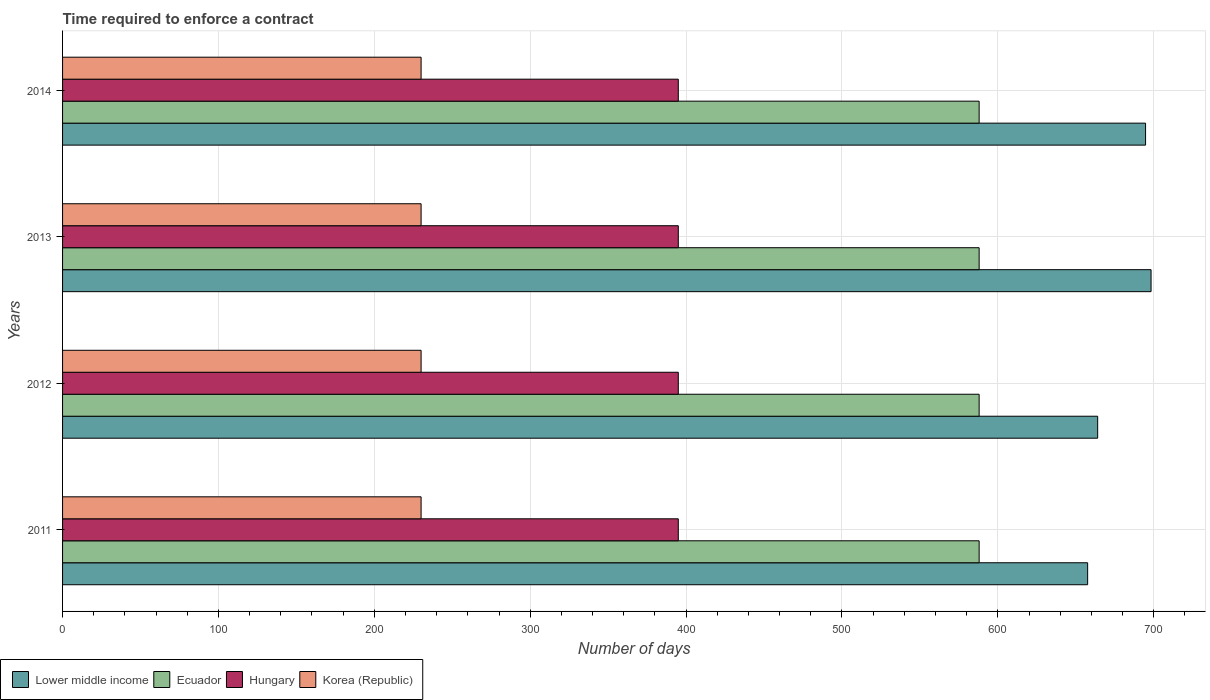 Time required to enforce a contract
Years
2014
2013
2012
2011
0
100
200
300
400
500
600
700
Number of days
Lower middle income
Ecuador
Hungary
Korea (Republic)